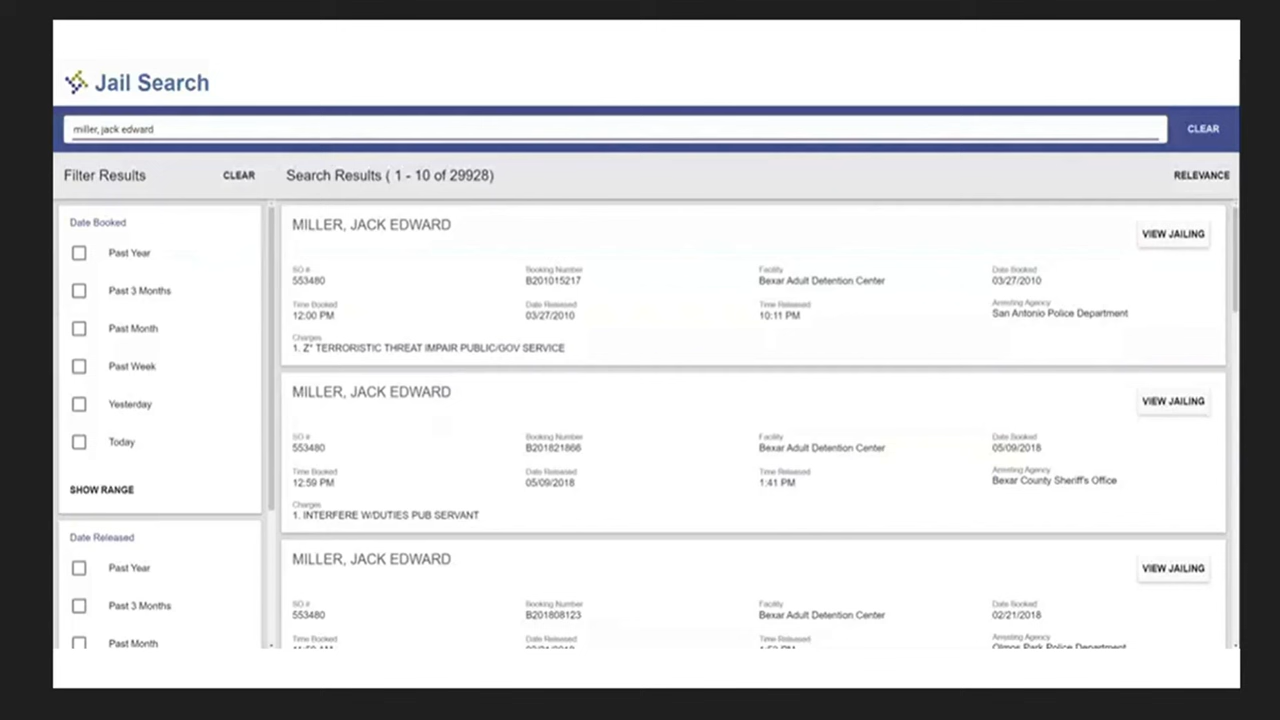 Jail Search
miller, jack edward
CLEAR
Filter Results CLEAR Search Results ( 1 - 10 of 29928) RELEVANCE
Date Booked
Past Year
Past 3 Months
Past Month
Past Week
Yesterday
Today
SHOW RANGE
Date Released
Past Year
Past 3 Months
Past Month
MILLER, JACK EDWARD
VIEW JAILING
SO # Booking Number Facility Date Booked
553480 B201015217 Bexar Adult Detention Center 03/27/2010
Time Booked Date Released Time Released Arresting Agency
12:00 PM 03/27/2010 10:11 PM San Antonio Police Department
Charges
1. Z* TERRORISTIC THREAT IMPAIR PUBLIC/GOV SERVICE
MILLER, JACK EDWARD
VIEW JAILING
SO # Booking Number Facility Date Booked
553480 B201821866 Bexar Adult Detention Center 05/09/2018
Time Booked Date Released Time Released Arresting Agency
12:59 PM 05/09/2018 1:41 PM Bexar County Sheriff's Office
Charges
1. INTERFERE W/DUTIES PUB SERVANT
MILLER, JACK EDWARD
VIEW JAILING
SO # Booking Number Facility Date Booked
553480 B201808123 Bexar Adult Detention Center 02/21/2018
Time Booked Date Released Time Released Arresting Agency
Olmos Park Police Department